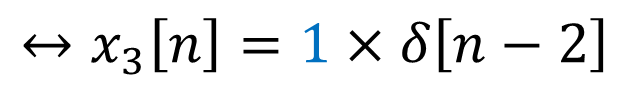 ↔ x₃[n] = 1 × δ[n − 2]